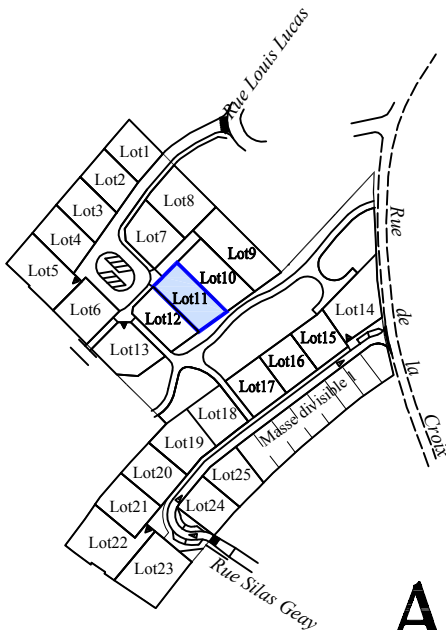 Rue Louis Lucas
Lot1
Lot2
Lot3
Lot4
Lot5
Lot6
Lot7
Lot8
Lot9
Lot10
Lot11
Lot12
Lot13
Lot14
Lot15
Lot16
Lot17
Lot18
Lot19
Lot20
Lot21
Lot22
Lot23
Lot24
Lot25
Masse divisible
Rue de la Croix
Rue Silas Geay
A